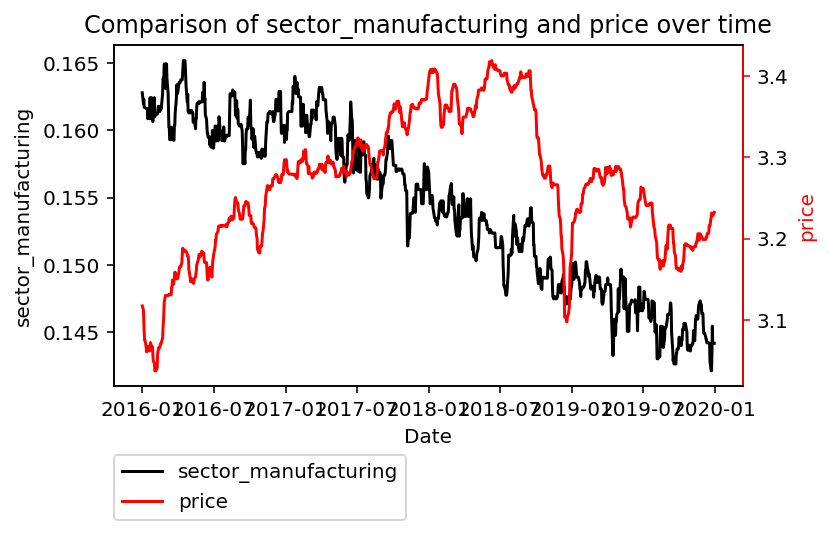 Comparison of sector_manufacturing and price over time
sector_manufacturing
0.165
0.160
0.155
0.150
0.145
3.4
3.3
3.2
3.1
price
2016-01 2016-07 2017-01 2017-07 2018-01 2018-07 2019-01 2019-07 2020-01
Date
sector_manufacturing
price